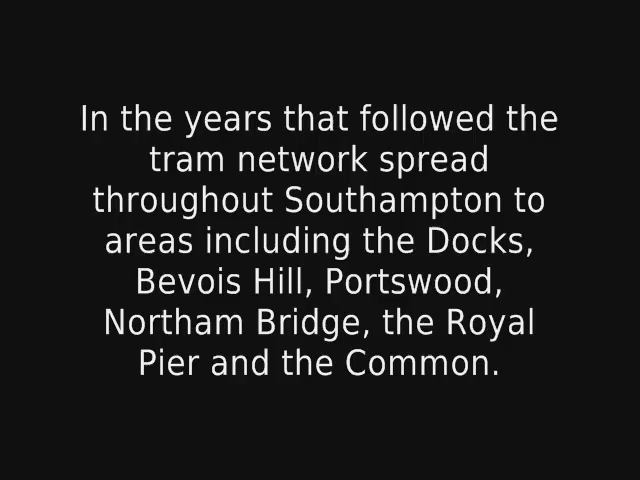 In the years that followed the
tram network spread
throughout Southampton to
areas including the Docks,
Bevois Hill, Portswood,
Northam Bridge, the Royal
Pier and the Common.